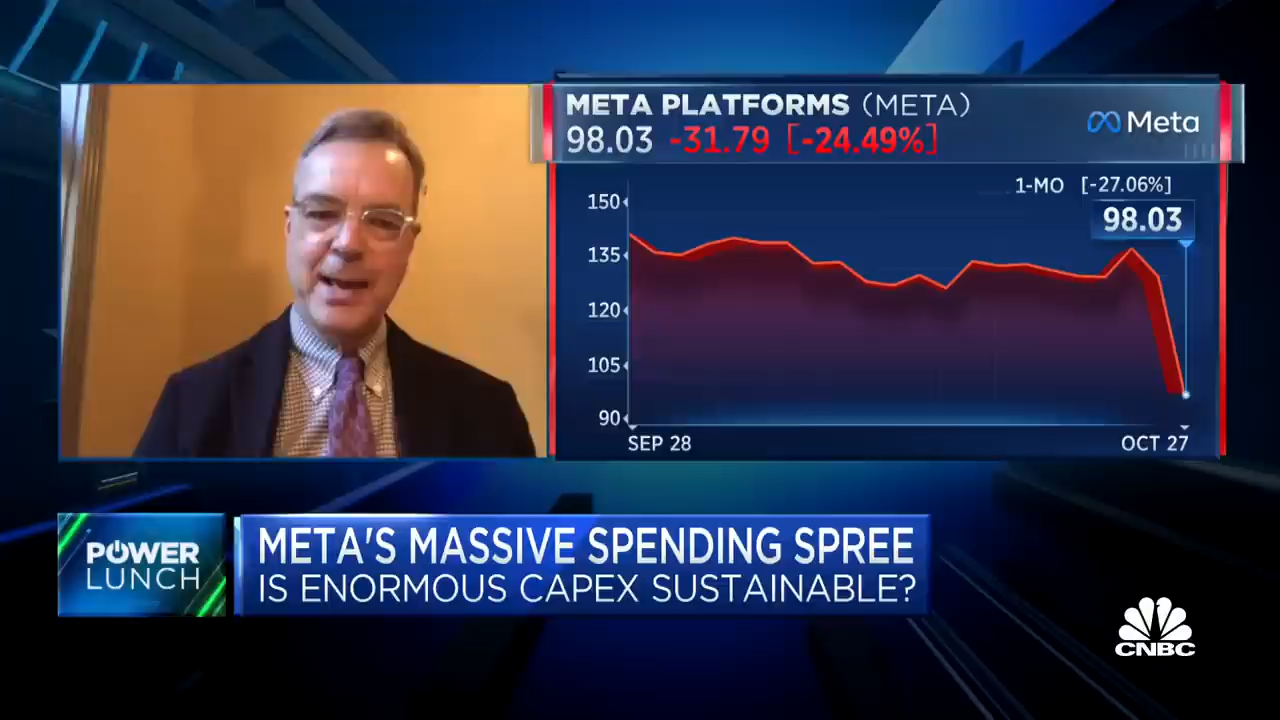 META PLATFORMS (META)
98.03 -31.79 [-24.49%]
Meta
1-MO [-27.06%]
98.03
150
135
120
105
90
SEP 28
OCT 27
POWER
LUNCH
META'S MASSIVE SPENDING SPREE
IS ENORMOUS CAPEX SUSTAINABLE?
CNBC